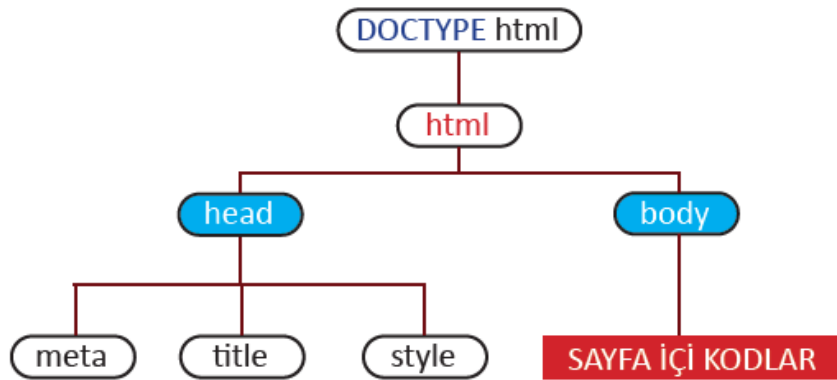 DOCTYPE html
html
head
body
meta
title
style
SAYFA İÇİ KODLAR